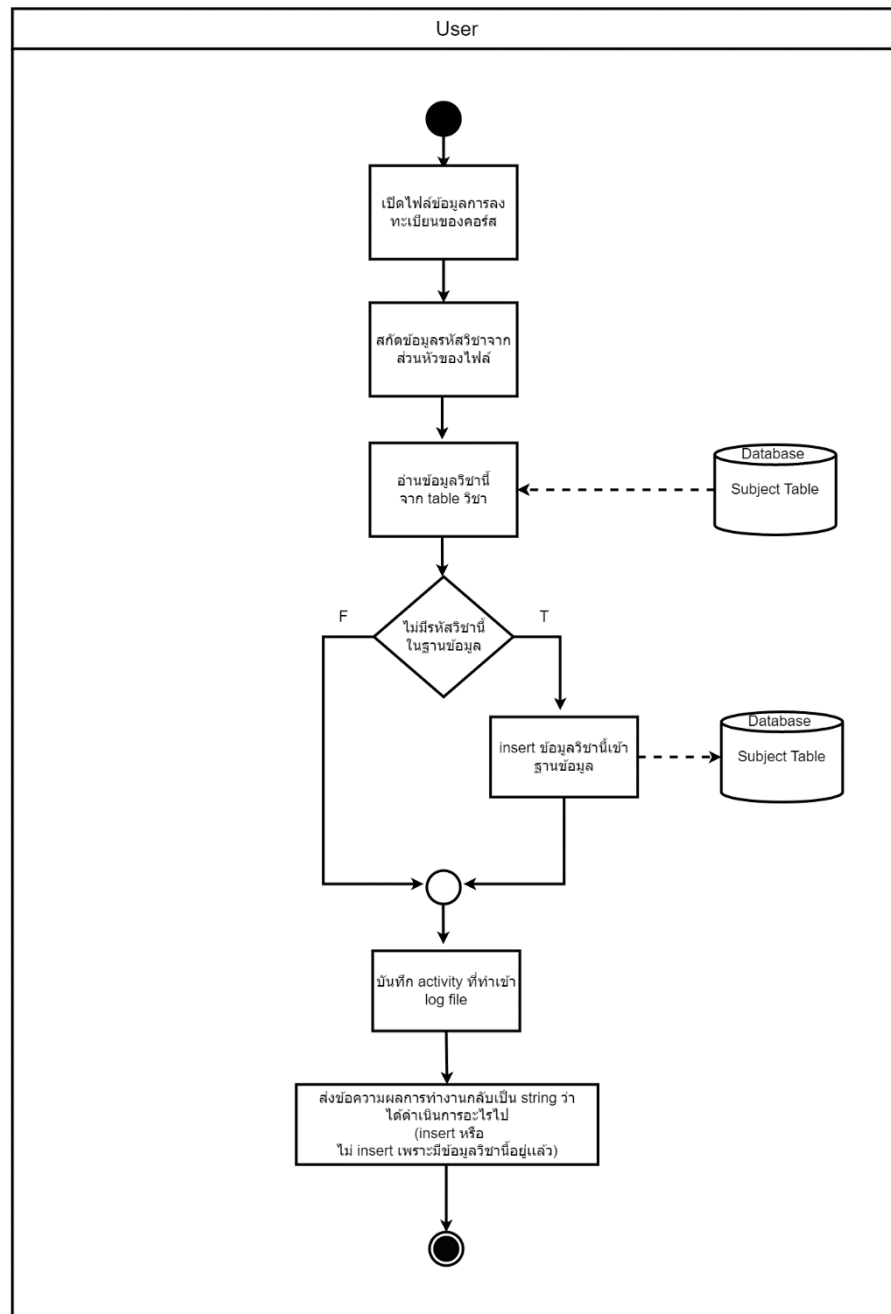 User
เปิดไฟล์ข้อมูลการลง
ทะเบียนของคอร์ส
สกัดข้อมูลรหัสวิชาจาก
ส่วนหัวของไฟล์
อ่านข้อมูลวิชานี้
จาก table วิชา
Database
Subject Table
F
T
ไม่มีรหัสวิชานี้
ในฐานข้อมูล
insert ข้อมูลวิชานี้เข้า
ฐานข้อมูล
Database
Subject Table
บันทึก activity ที่ทำเข้า
log file
ส่งข้อความผลการทำงานกลับเป็น string ว่า
ได้ดำเนินการอะไรไป
(insert หรือ
ไม่ insert เพราะมีข้อมูลวิชานี้อยู่แล้ว)